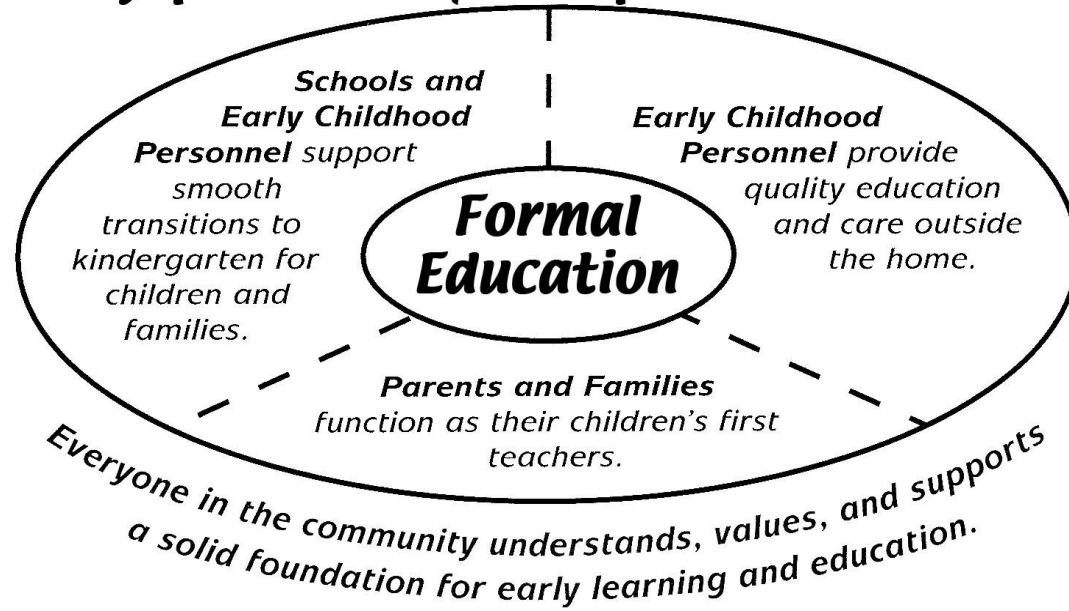 Schools and
Early Childhood
Personnel support
smooth
transitions to
kindergarten for
children and
families.
Early Childhood
Personnel provide
quality education
and care outside
the home.
Formal
Education
Parents and Families
function as their children's first
teachers.
Everyone in the community understands, values, and supports
a solid foundation for early learning and education.